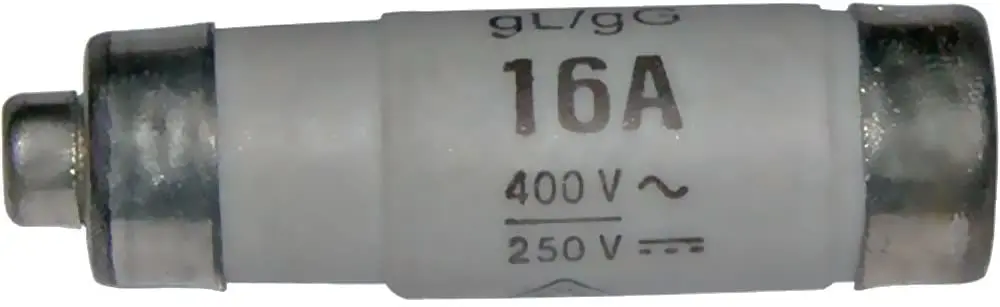 gL/gG
16A
400 V ~
250 V ⎓